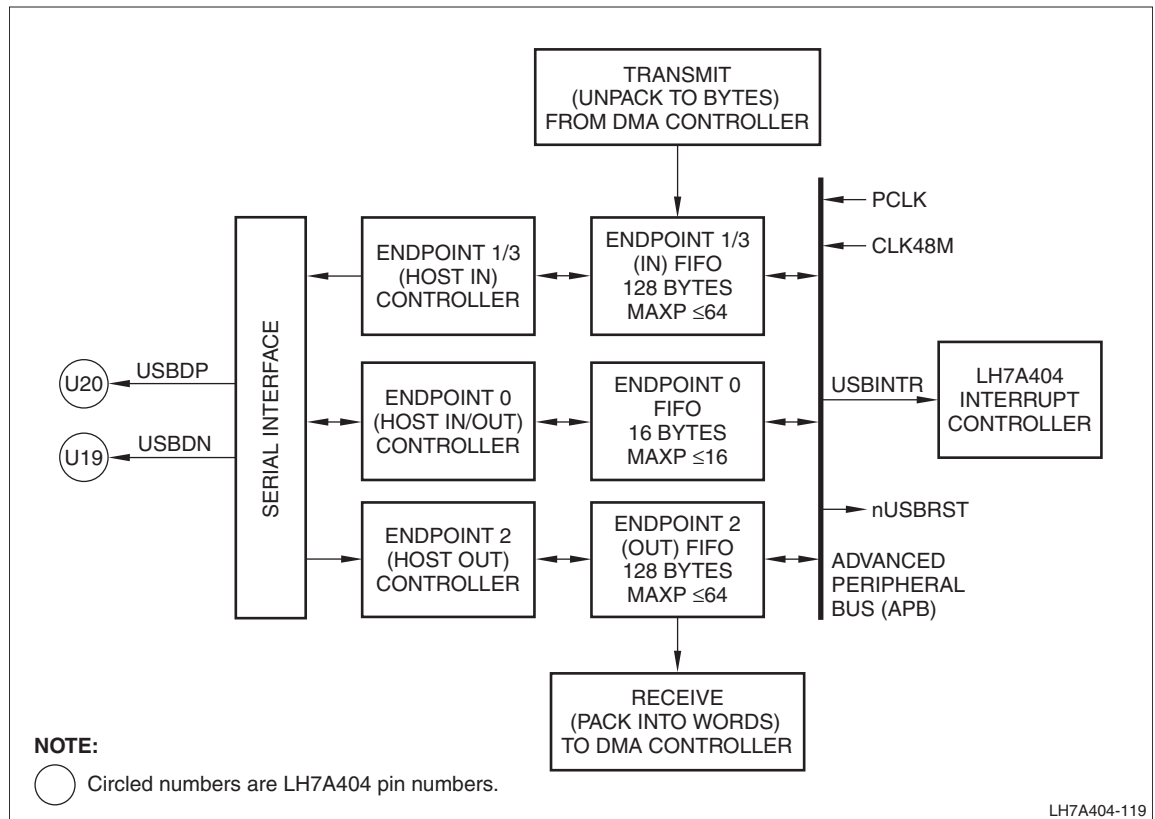 TRANSMIT
(UNPACK TO BYTES)
FROM DMA CONTROLLER
PCLK
CLK48M
ENDPOINT 1/3
(HOST IN)
CONTROLLER
ENDPOINT 1/3
(IN) FIFO
128 BYTES
MAXP ≤64
SERIAL INTERFACE
U20
USBDP
U19
USBDN
ENDPOINT 0
(HOST IN/OUT)
CONTROLLER
ENDPOINT 0
FIFO
16 BYTES
MAXP ≤16
USBINTR
LH7A404
INTERRUPT
CONTROLLER
ENDPOINT 2
(HOST OUT)
CONTROLLER
ENDPOINT 2
(OUT) FIFO
128 BYTES
MAXP ≤64
nUSBRST
ADVANCED
PERIPHERAL
BUS (APB)
RECEIVE
(PACK INTO WORDS)
TO DMA CONTROLLER
NOTE:
Circled numbers are LH7A404 pin numbers.
LH7A404-119